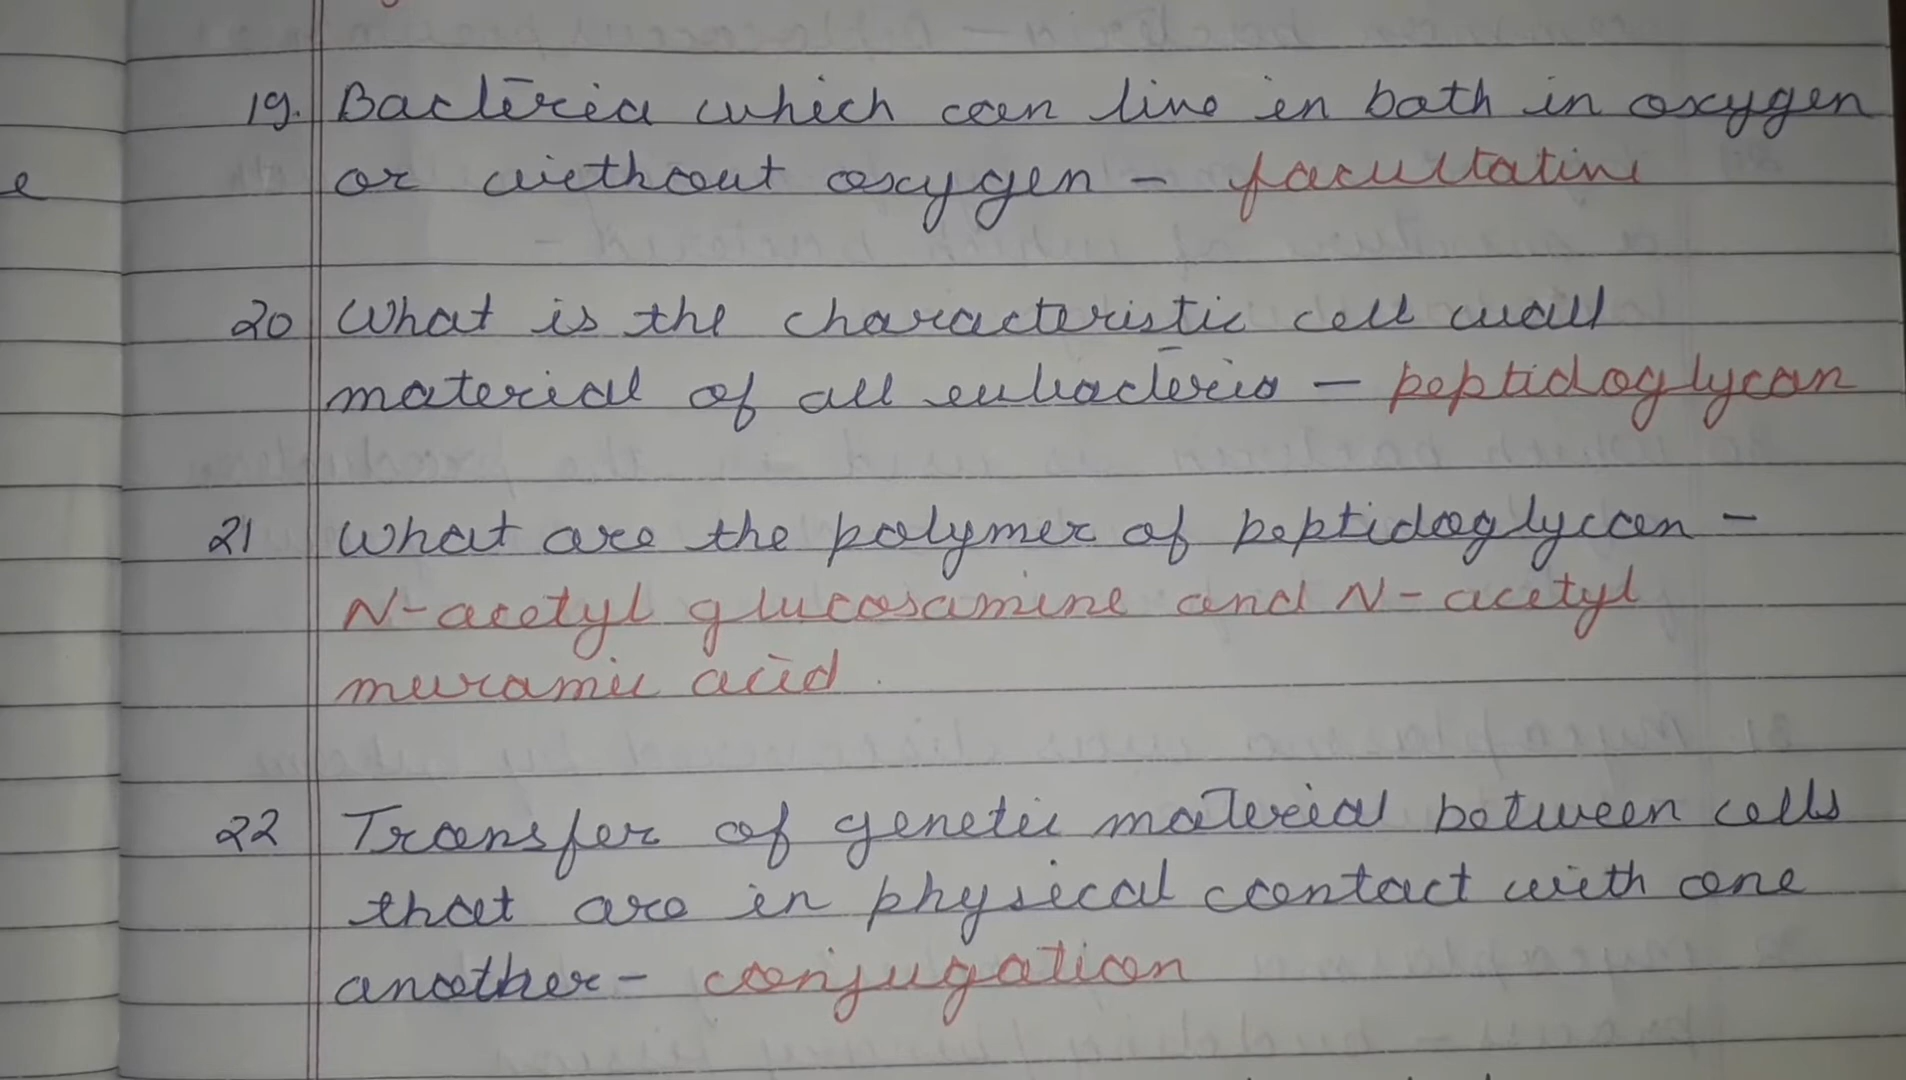 19. Bacteria which can live in both in oxygen
or without oxygen - facultative
20 What is the characteristic cell wall
material of all eubacteria - peptidoglycan
21 What are the polymer of peptidoglycan -
N-acetyl glucosamine and N-acetyl
muramic acid.
22 Transfer of genetic material between cells
that are in physical contact with one
another - conjugation